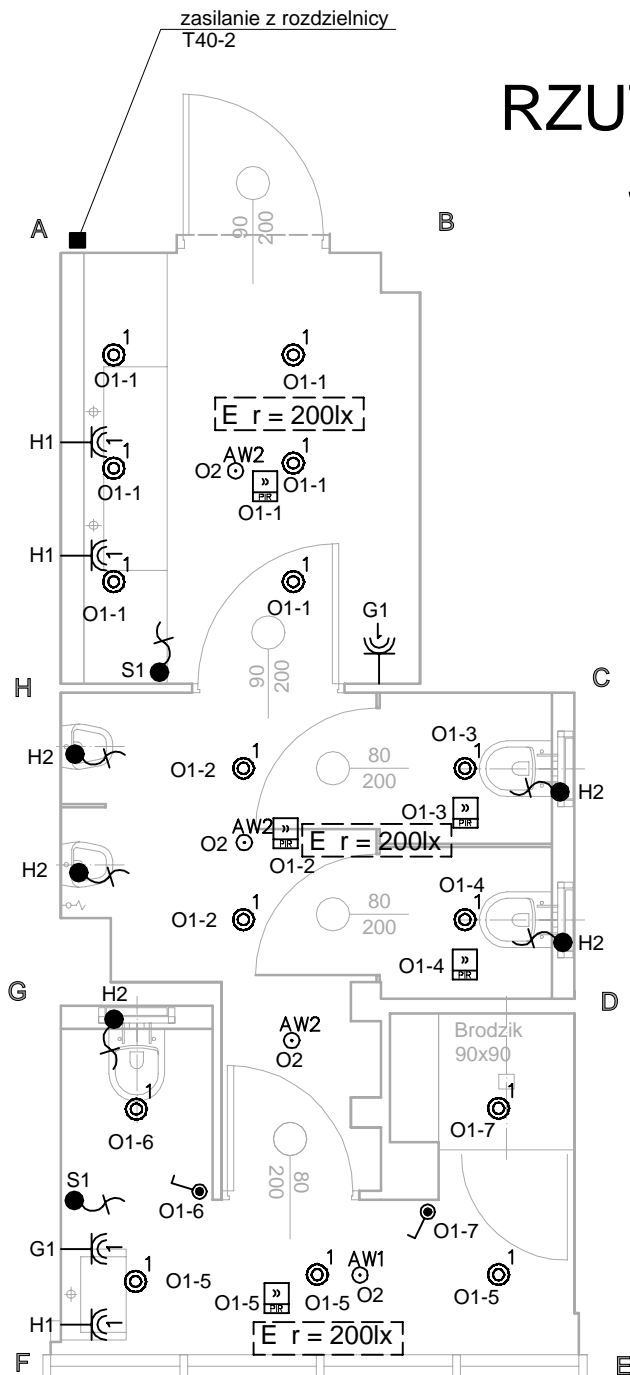 zasilanie z rozdzielnicy
T40-2
RZU
90
200
A
B
1
O1-1
1
O1-1
E r = 200lx
H1
1
O1-1
AW2
O2
»
PIR
O1-1
1
O1-1
H1
1
O1-1
1
O1-1
G1
S1
90
200
H
C
H2
1
O1-2
80
200
O1-3
1
H2
O1-3
»
PIR
AW2
O2
»
PIR
O1-2
E r = 200lx
H2
1
O1-2
80
200
O1-4
1
H2
O1-4
»
PIR
G
D
H2
AW2
O2
Brodzik
90x90
1
O1-6
1
O1-7
80
200
S1
O1-6
O1-7
G1
1
O1-5
»
PIR
O1-5
1
O1-5
AW1
O2
1
O1-5
H1
E r = 200lx
F
E